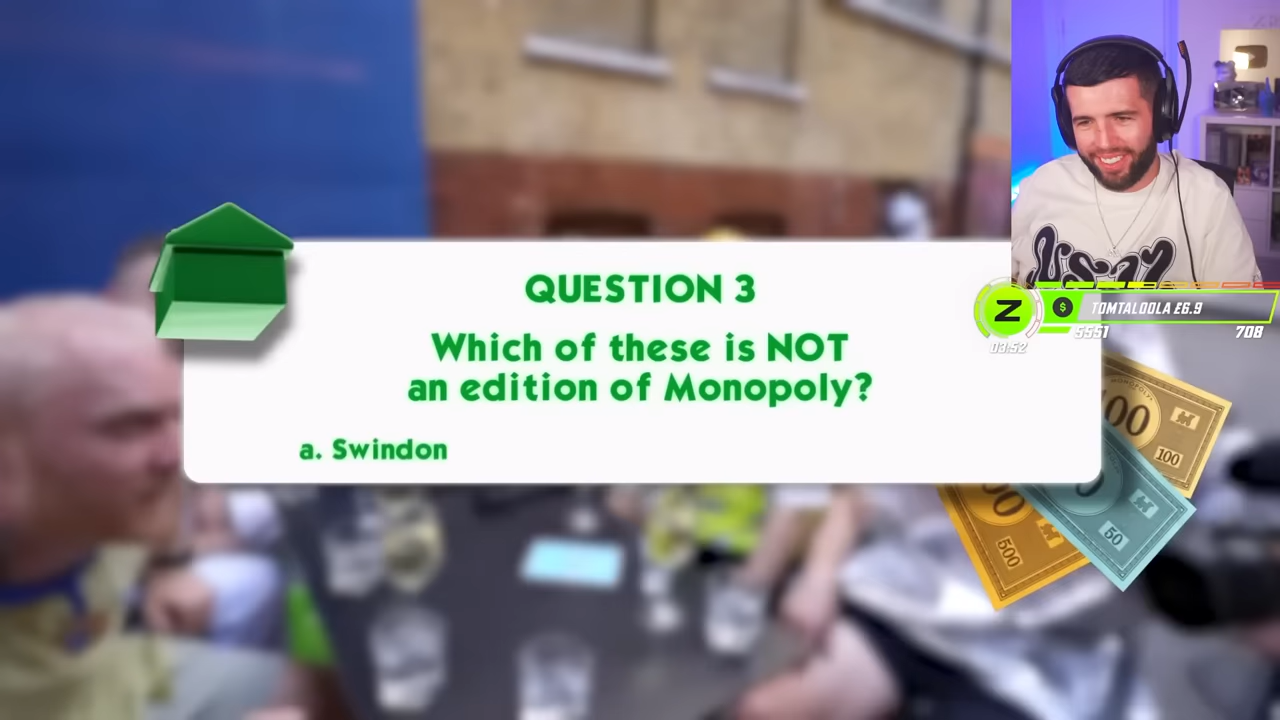 QUESTION 3
Which of these is NOT
an edition of Monopoly?
a. Swindon
Z
$
TOMTALOOLA £6.9
5551
708
03:52
100
100
50
500